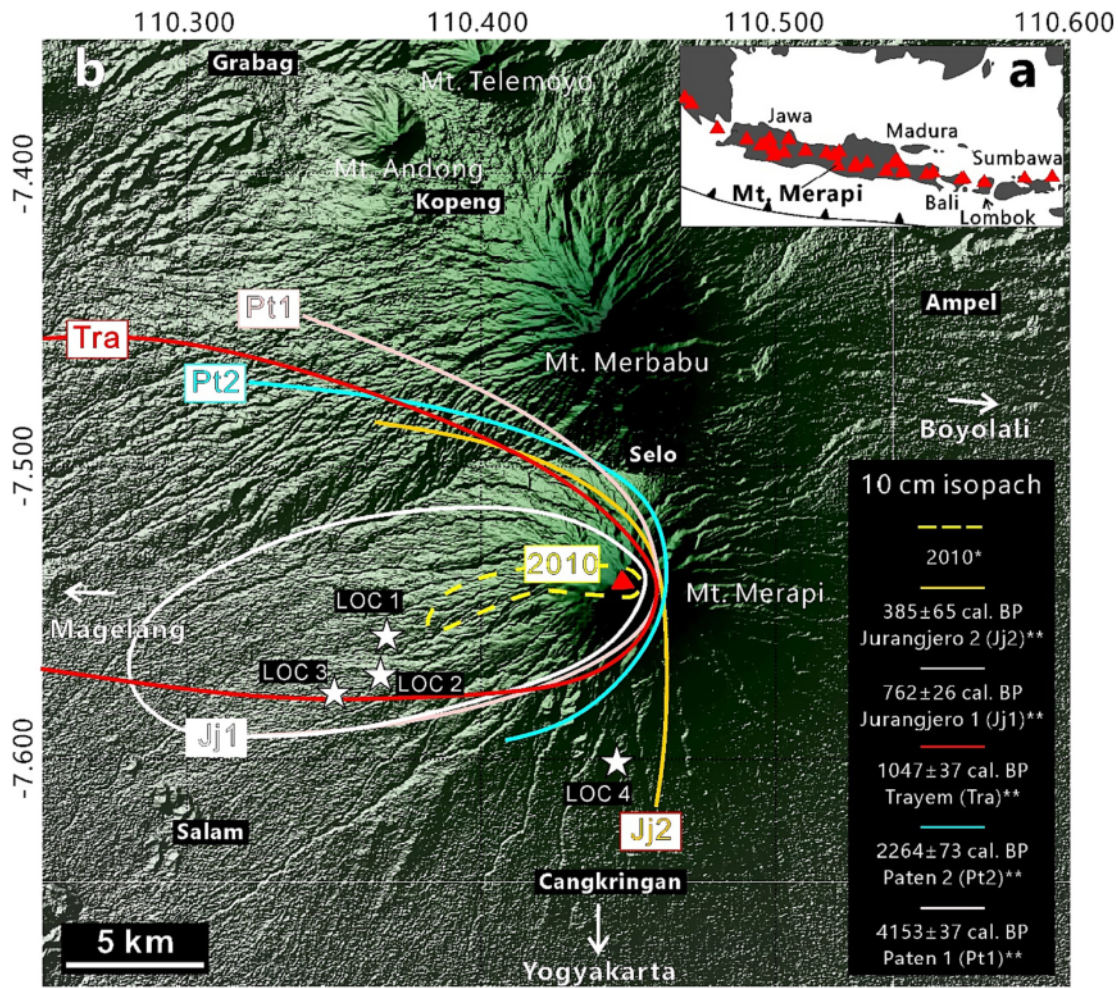 110.300
110.400
110.500
110.600
b
a
Grabag
Mt. Telemoyo
Jawa
Madura
Sumbawa
Mt. Merapi
Bali
Lombok
-7.400
Mt. Andong
Kopeng
Pt1
Ampel
Tra
Mt. Merbabu
Pt2
Boyolali
Selo
-7.500
10 cm isopach
2010*
2010
Mt. Merapi
LOC 1
Magelang
385±65 cal. BP
Jurangjero 2 (Jj2)**
LOC 3
LOC 2
762±26 cal. BP
Jurangjero 1 (Jj1)**
Jj1
-7.600
LOC 4
1047±37 cal. BP
Trayem (Tra)**
Salam
Jj2
2264±73 cal. BP
Paten 2 (Pt2)**
Cangkringan
4153±37 cal. BP
Paten 1 (Pt1)**
5 km
Yogyakarta